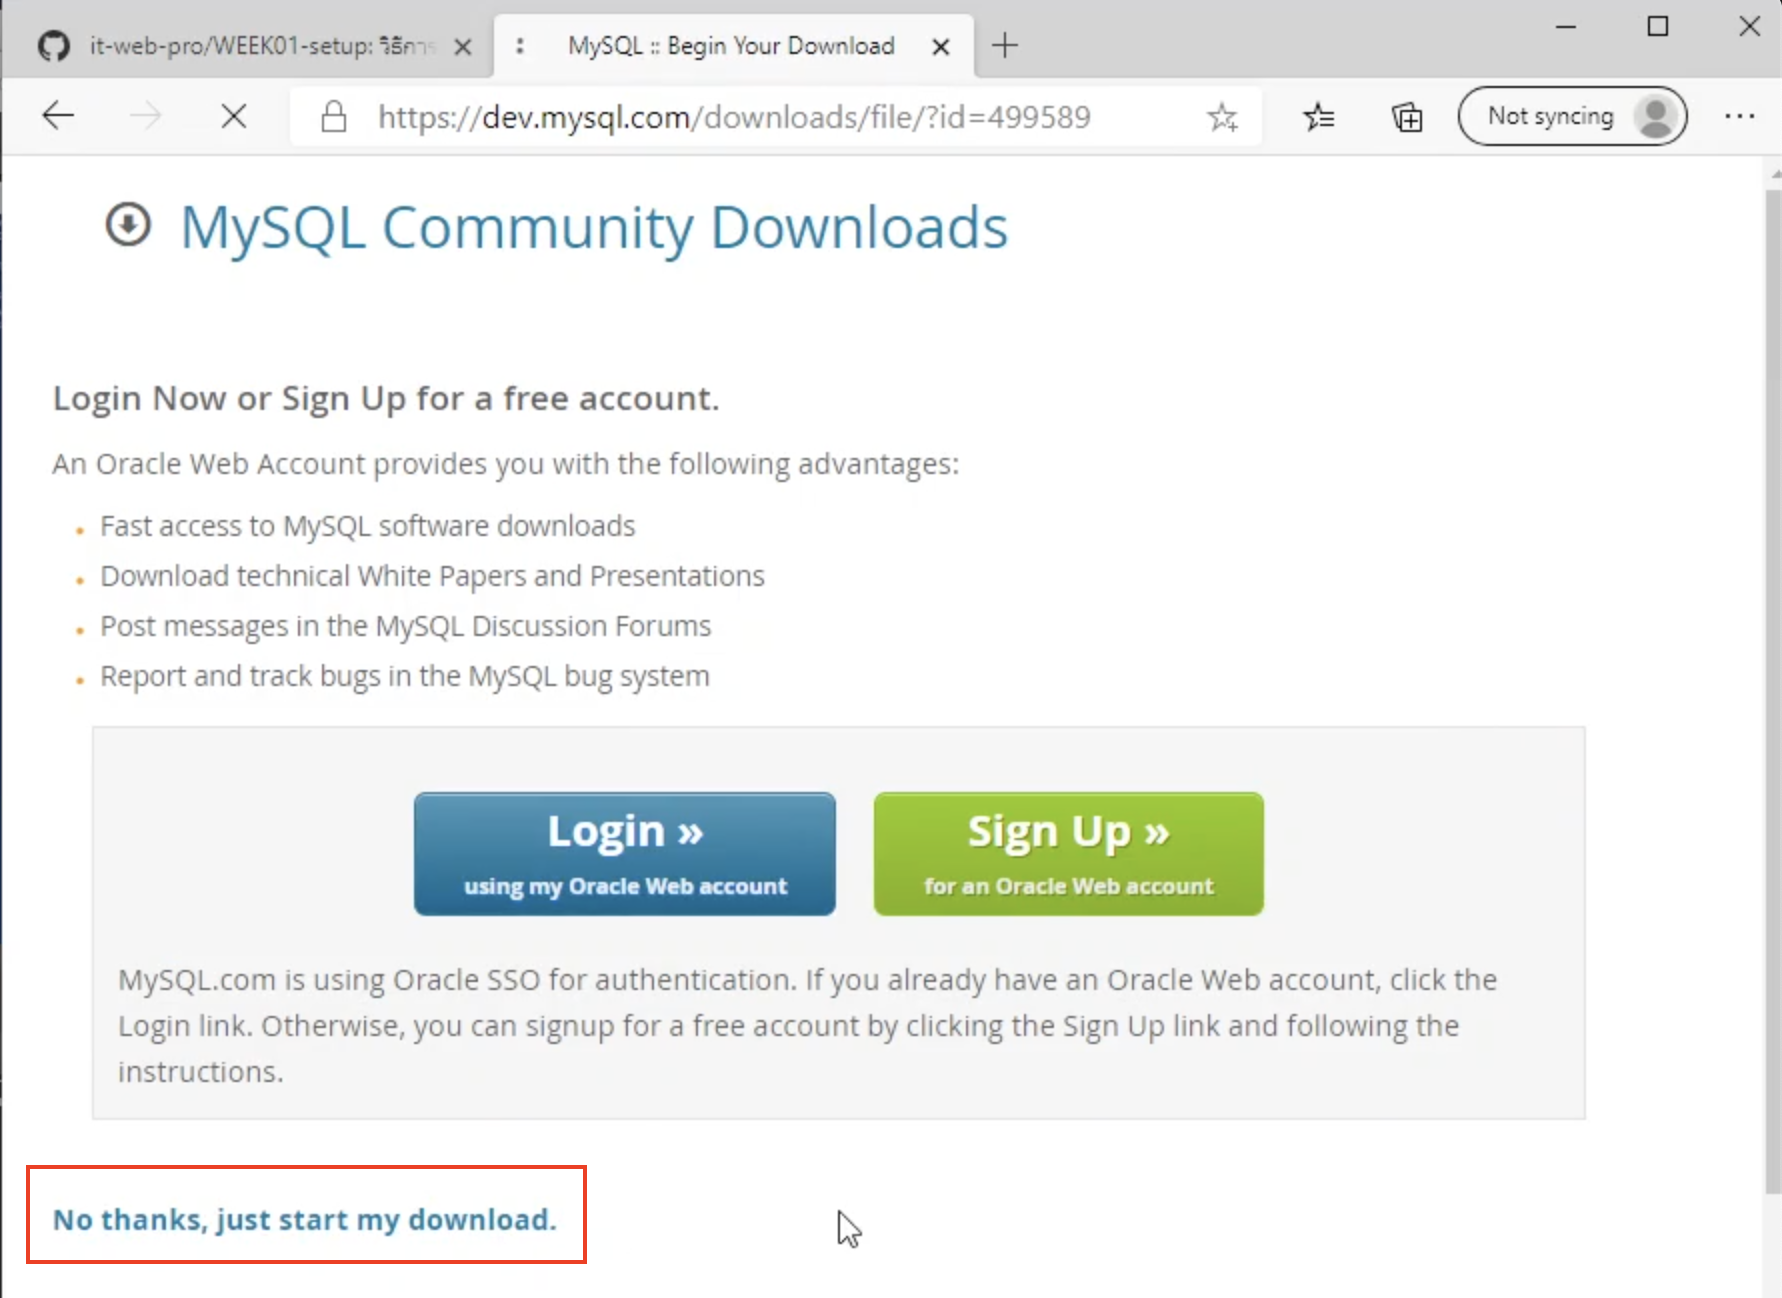 it-web-pro/WEEK01-setup: วิธีการ
MySQL :: Begin Your Download
https://dev.mysql.com/downloads/file/?id=499589
Not syncing
MySQL Community Downloads
Login Now or Sign Up for a free account.
An Oracle Web Account provides you with the following advantages:
Fast access to MySQL software downloads
Download technical White Papers and Presentations
Post messages in the MySQL Discussion Forums
Report and track bugs in the MySQL bug system
Login »
using my Oracle Web account
Sign Up »
for an Oracle Web account
MySQL.com is using Oracle SSO for authentication. If you already have an Oracle Web account, click the
Login link. Otherwise, you can signup for a free account by clicking the Sign Up link and following the
instructions.
No thanks, just start my download.